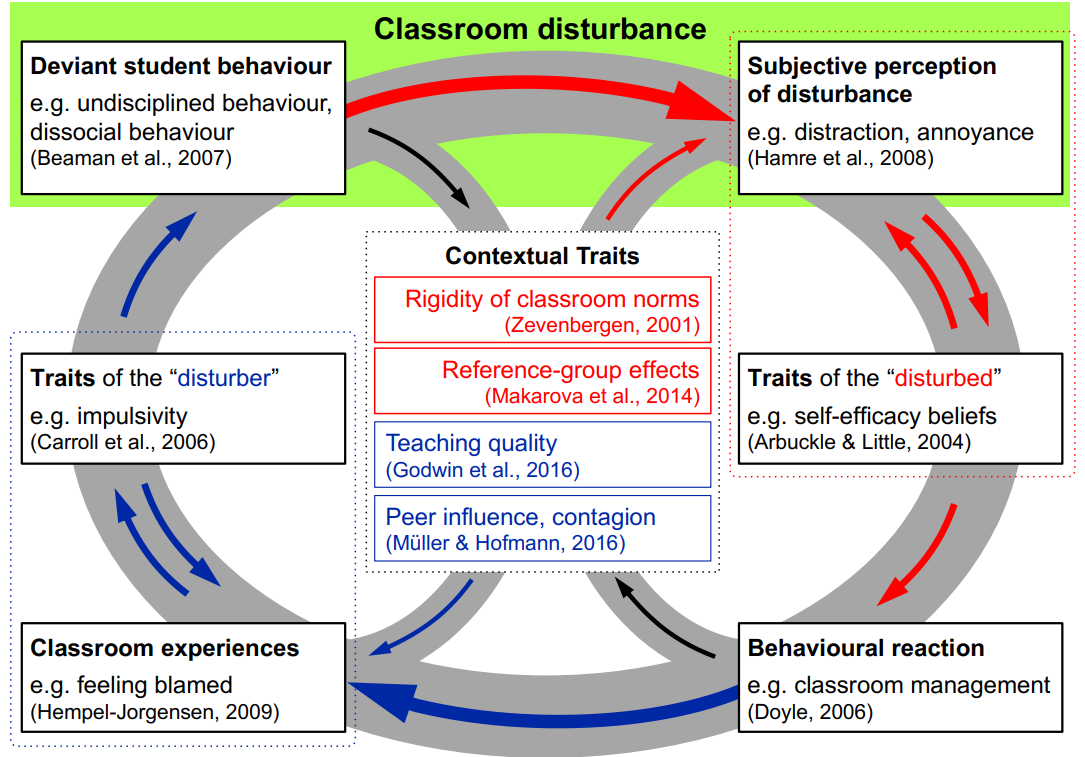 Classroom disturbance
Deviant student behaviour
e.g. undisciplined behaviour,
dissocial behaviour
(Beaman et al., 2007)
Subjective perception
of disturbance
e.g. distraction, annoyance
(Hamre et al., 2008)
Contextual Traits
Rigidity of classroom norms
(Zevenbergen, 2001)
Reference-group effects
(Makarova et al., 2014)
Teaching quality
(Godwin et al., 2016)
Peer influence, contagion
(Müller & Hofmann, 2016)
Traits of the “disturber”
e.g. impulsivity
(Carroll et al., 2006)
Traits of the “disturbed”
e.g. self-efficacy beliefs
(Arbuckle & Little, 2004)
Classroom experiences
e.g. feeling blamed
(Hempel-Jorgensen, 2009)
Behavioural reaction
e.g. classroom management
(Doyle, 2006)